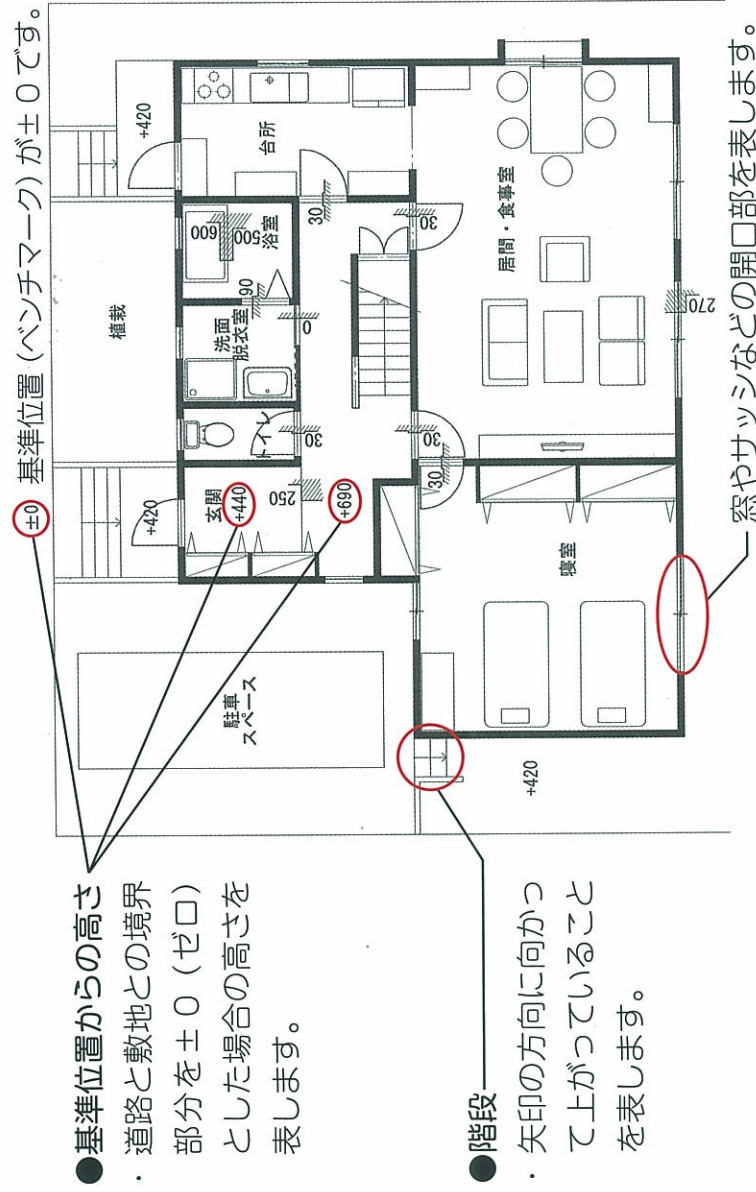 ±0 基準位置（ベンチマーク）が±０です。
●基準位置からの高さ
・道路と敷地との境界
部分を±０（ゼロ）
とした場合の高さを
表します。
●階段
・矢印の方向に向かっ
て上がっていること
を表します。
窓やサッシなどの開口部を表します。
植栽
+420
+420
玄関
+440
250
+690
トイレ
30
洗面
脱衣室
0
90
浴室
600
500
台所
30
30
30
30
居間・食事室
270
寝室
駐車
スペース
+420